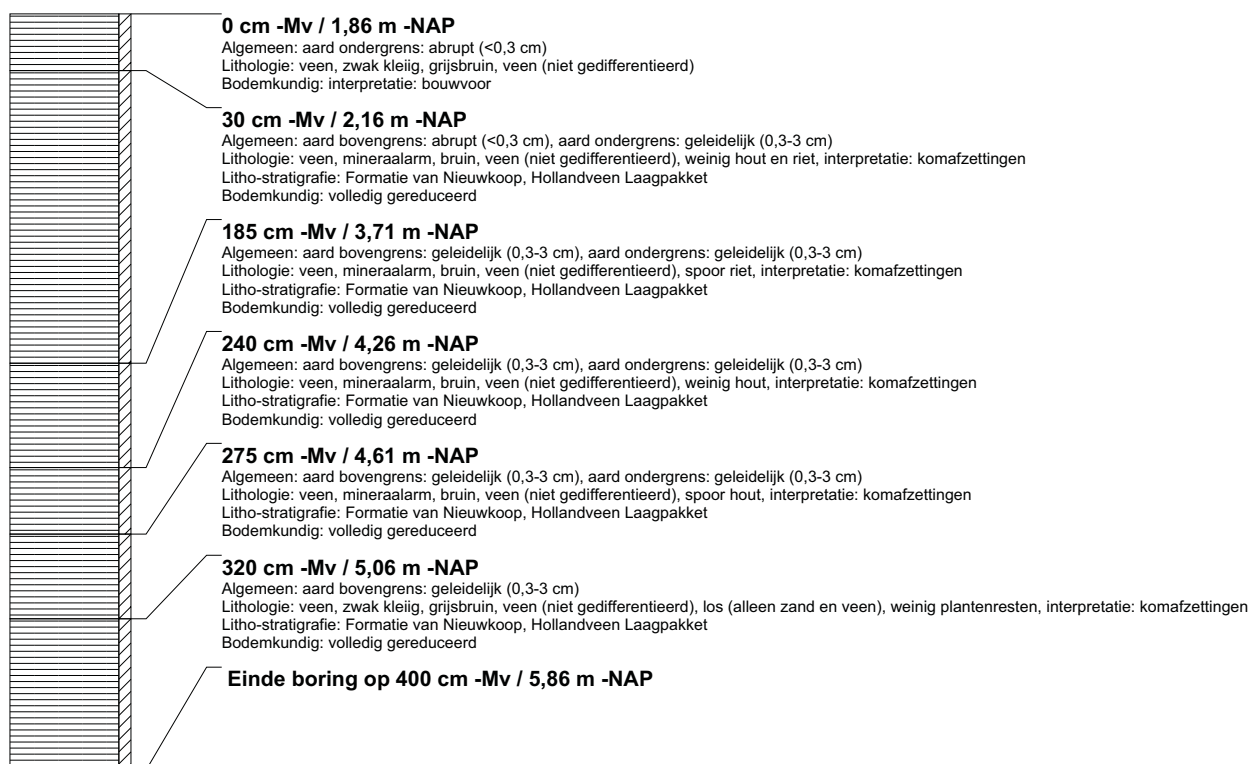 0 cm -Mv / 1,86 m -NAP
Algemeen: aard ondergrens: abrupt (<0,3 cm)
Lithologie: veen, zwak kleiig, grijsbruin, veen (niet gedifferentieerd)
Bodemkundig: interpretatie: bouwvoor
30 cm -Mv / 2,16 m -NAP
Algemeen: aard bovengrens: abrupt (<0,3 cm), aard ondergrens: geleidelijk (0,3-3 cm)
Lithologie: veen, mineraalarm, bruin, veen (niet gedifferentieerd), weinig hout en riet, interpretatie: komafzettingen
Litho-stratigrafie: Formatie van Nieuwkoop, Hollandveen Laagpakket
Bodemkundig: volledig gereduceerd
185 cm -Mv / 3,71 m -NAP
Algemeen: aard bovengrens: geleidelijk (0,3-3 cm), aard ondergrens: geleidelijk (0,3-3 cm)
Lithologie: veen, mineraalarm, bruin, veen (niet gedifferentieerd), spoor riet, interpretatie: komafzettingen
Litho-stratigrafie: Formatie van Nieuwkoop, Hollandveen Laagpakket
Bodemkundig: volledig gereduceerd
240 cm -Mv / 4,26 m -NAP
Algemeen: aard bovengrens: geleidelijk (0,3-3 cm), aard ondergrens: geleidelijk (0,3-3 cm)
Lithologie: veen, mineraalarm, bruin, veen (niet gedifferentieerd), weinig hout, interpretatie: komafzettingen
Litho-stratigrafie: Formatie van Nieuwkoop, Hollandveen Laagpakket
Bodemkundig: volledig gereduceerd
275 cm -Mv / 4,61 m -NAP
Algemeen: aard bovengrens: geleidelijk (0,3-3 cm), aard ondergrens: geleidelijk (0,3-3 cm)
Lithologie: veen, mineraalarm, bruin, veen (niet gedifferentieerd), spoor hout, interpretatie: komafzettingen
Litho-stratigrafie: Formatie van Nieuwkoop, Hollandveen Laagpakket
Bodemkundig: volledig gereduceerd
320 cm -Mv / 5,06 m -NAP
Algemeen: aard bovengrens: geleidelijk (0,3-3 cm)
Lithologie: veen, zwak kleiig, grijsbruin, veen (niet gedifferentieerd), los (alleen zand en veen), weinig plantenresten, interpretatie: komafzettingen
Litho-stratigrafie: Formatie van Nieuwkoop, Hollandveen Laagpakket
Bodemkundig: volledig gereduceerd
Einde boring op 400 cm -Mv / 5,86 m -NAP